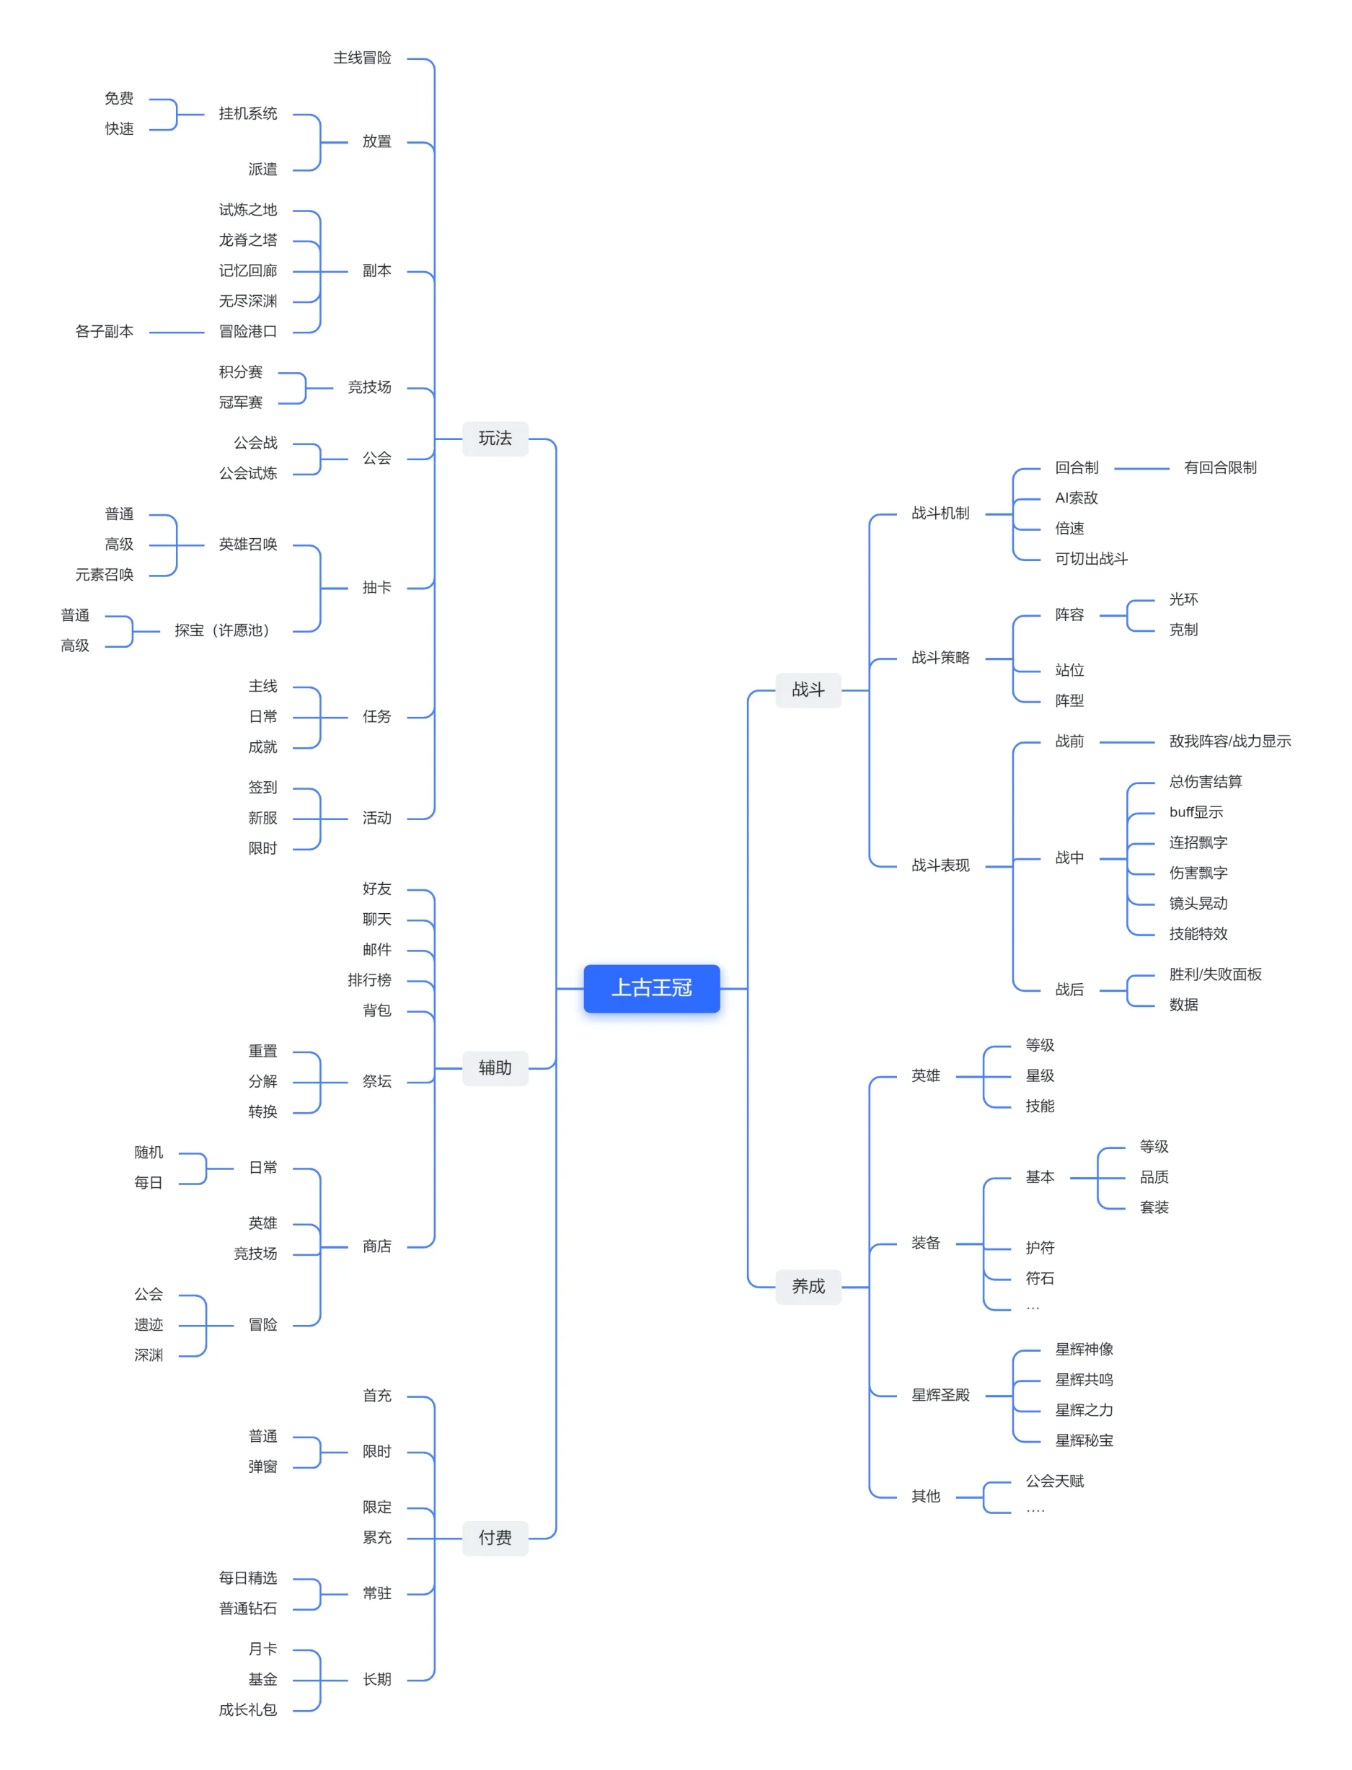 上古王冠
玩法
主线冒险
放置
挂机系统
免费
快速
派遣
副本
试炼之地
龙脊之塔
记忆回廊
无尽深渊
冒险港口
各子副本
竞技场
积分赛
冠军赛
公会
公会战
公会试炼
抽卡
英雄召唤
普通
高级
元素召唤
探宝（许愿池）
普通
高级
任务
主线
日常
成就
活动
签到
新服
限时
辅助
好友
聊天
邮件
排行榜
背包
祭坛
重置
分解
转换
商店
日常
随机
每日
英雄
竞技场
冒险
公会
遗迹
深渊
付费
首充
限时
普通
弹窗
限定
累充
常驻
每日精选
普通钻石
长期
月卡
基金
成长礼包
战斗
战斗机制
回合制
有回合限制
AI索敌
倍速
可切出战斗
战斗策略
阵容
光环
克制
站位
阵型
战斗表现
战前
敌我阵容/战力显示
战中
总伤害结算
buff显示
连招飘字
伤害飘字
镜头晃动
技能特效
战后
胜利/失败面板
数据
养成
英雄
等级
星级
技能
装备
基本
等级
品质
套装
护符
符石
...
星辉圣殿
星辉神像
星辉共鸣
星辉之力
星辉秘宝
其他
公会天赋
....